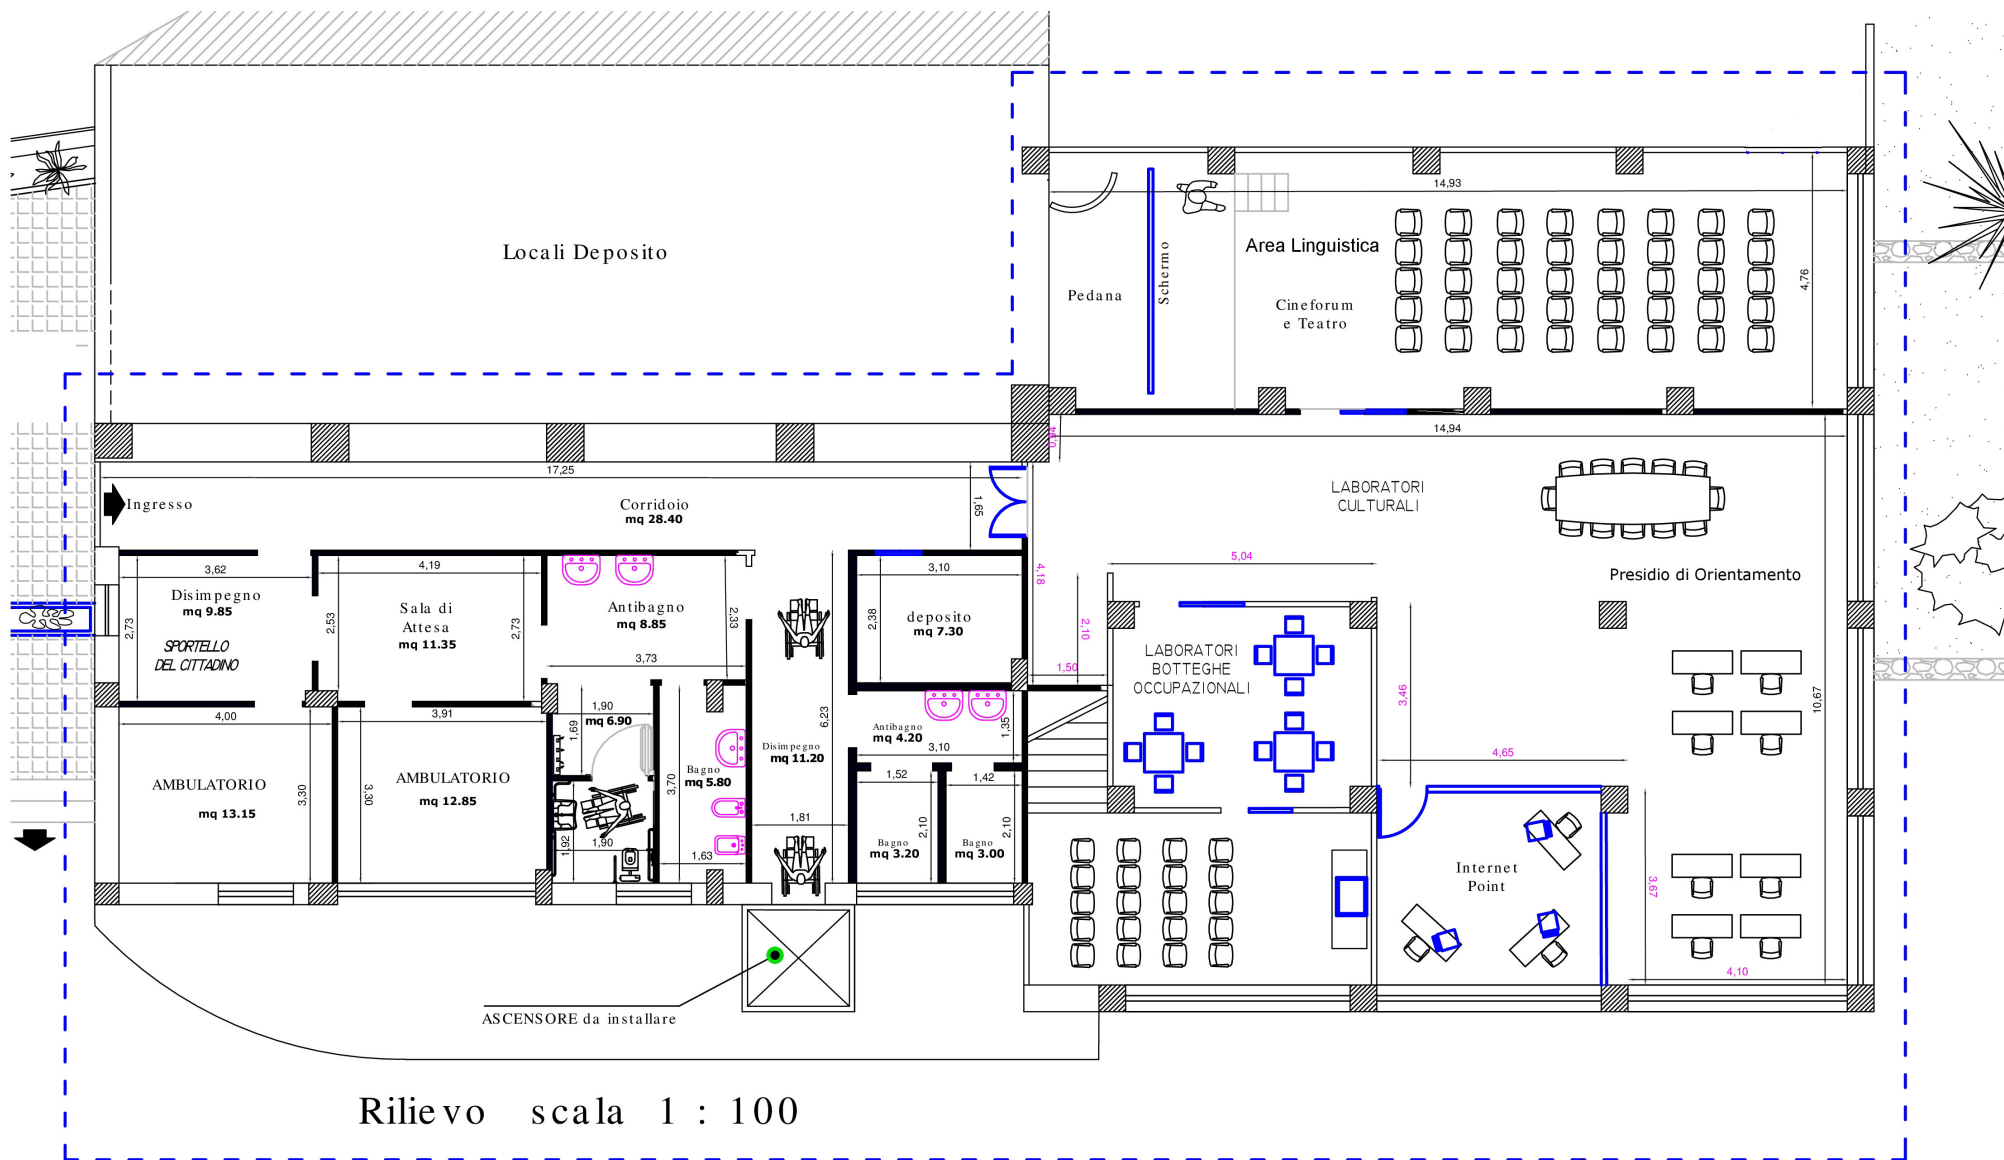 14,93
Locali Deposito
Area Linguistica
Schermo
Pedana
Cineforum
e Teatro
4,76
14,94
0,94
17,25
Ingresso
Corridoio
mq 28.40
1,65
LABORATORI
CULTURALI
Presidio di Orientamento
5,04
4,18
2,10
1,50
3,62
Disimpegno
mq 9.85
2,73
SPORTELLO
DEL CITTADINO
4,19
2,53
Sala di
Attesa
mq 11.35
2,73
Antibagno
mq 8.85
2,33
3,73
3,10
2,38
deposito
mq 7.30
LABORATORI
BOTTEGHE
OCCUPAZIONALI
3,46
10,67
4,65
4,00
AMBULATORIO
mq 13.15
3,30
3,91
AMBULATORIO
mq 12.85
3,30
1,90
mq 6.90
1,69
1,92
1,90
Bagno
mq 5.80
3,70
1,63
6,23
Disimpegno
mq 11.20
1,81
Antibagno
mq 4.20
1,35
3,10
1,52
1,42
2,10
2,10
Bagno
mq 3.20
Bagno
mq 3.00
Internet
Point
3,67
4,10
ASCENSORE da installare
Rilievo scala 1 : 100